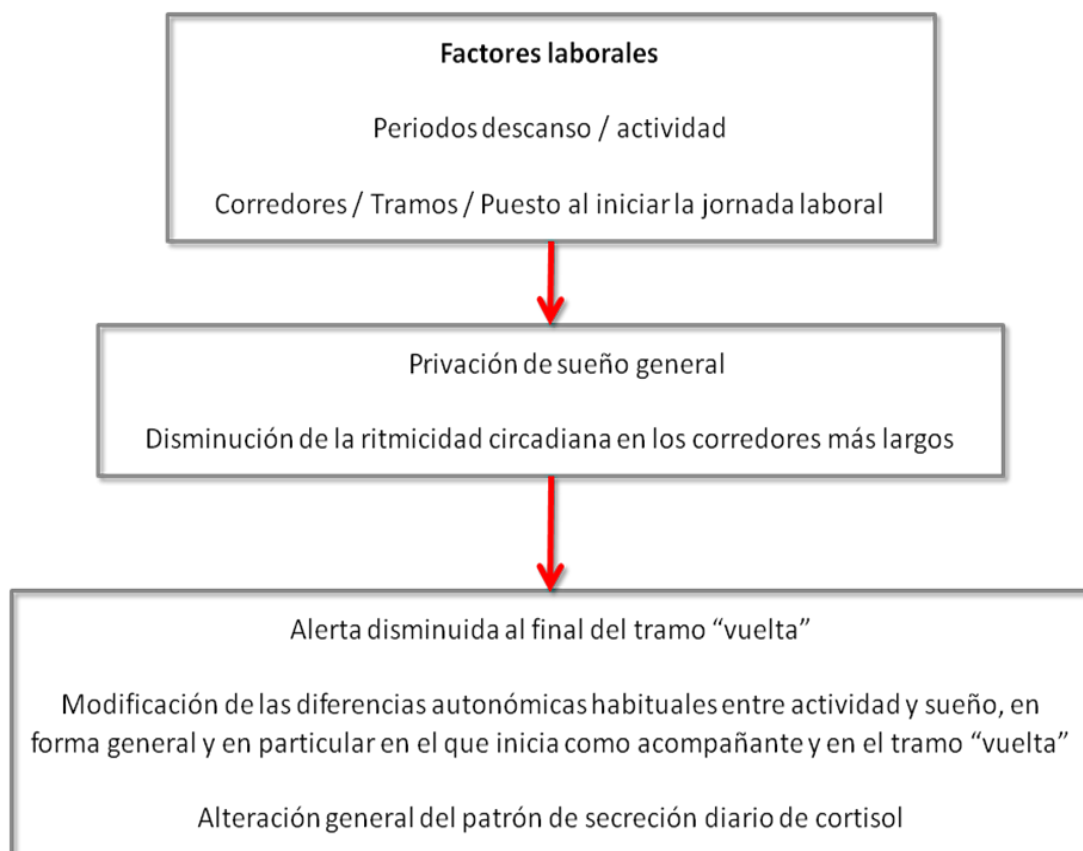 Factores laborales
Periodos descanso / actividad
Corredores / Tramos / Puesto al iniciar la jornada laboral
Privación de sueño general
Disminución de la ritmicidad circadiana en los corredores más largos
Alerta disminuida al final del tramo “vuelta”
Modificación de las diferencias autonómicas habituales entre actividad y sueño, en
forma general y en particular en el que inicia como acompañante y en el tramo “vuelta”
Alteración general del patrón de secreción diario de cortisol